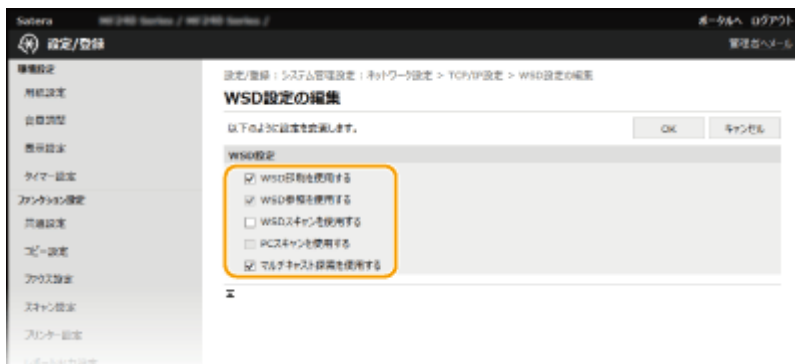 Satera
ポータルへ ログアウト
設定/登録
管理者へメール
環境設定
用紙設定
音量調整
表示設定
タイマー設定
ファンクション設定
共通設定
コピー設定
ファクス設定
スキャン設定
プリンター設定
設定/登録 : システム管理設定 : ネットワーク設定 > TCP/IP設定 > WSD設定の編集
WSD設定の編集
以下のように設定を変更します。
OK
キャンセル
WSD設定
WSD印刷を使用する
WSD参照を使用する
WSDスキャンを使用する
PCスキャンを使用する
マルチキャスト探索を使用する